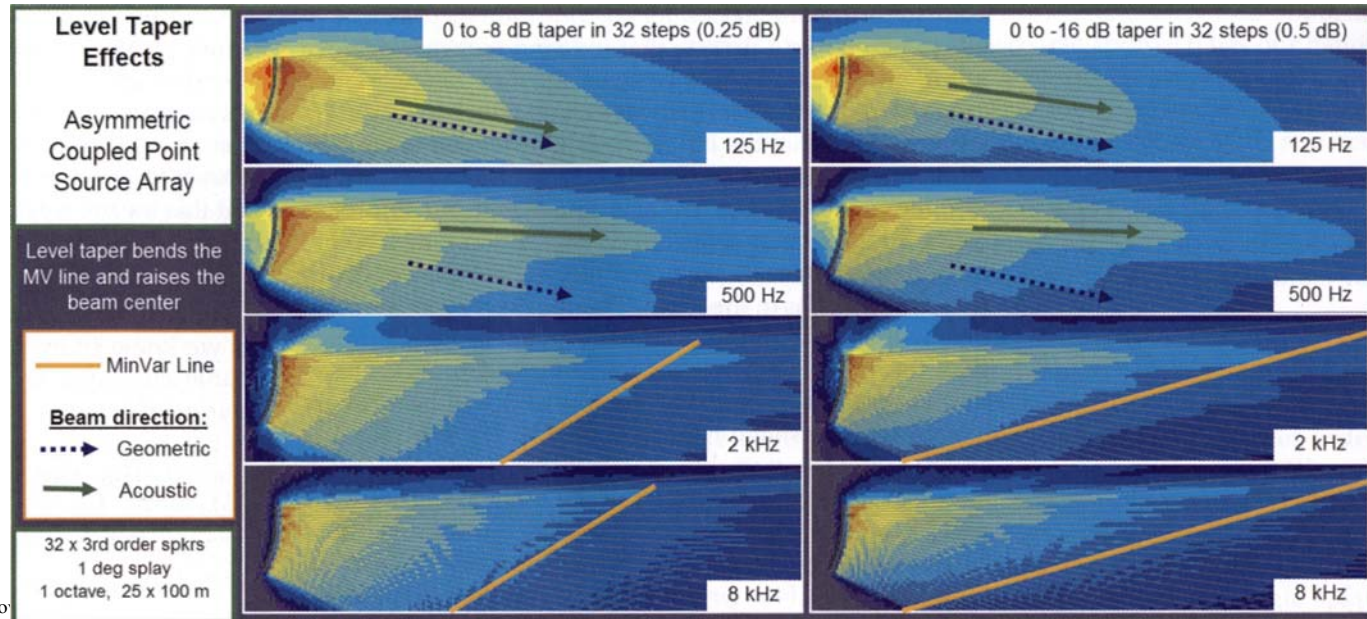 Level Taper
Effects
Asymmetric
Coupled Point
Source Array
Level taper bends the
MV line and raises the
beam center
MinVar Line
Beam direction:
Geometric
Acoustic
32 x 3rd order spkrs
1 deg splay
1 octave, 25 x 100 m
0 to -8 dB taper in 32 steps (0.25 dB)
125 Hz
500 Hz
2 kHz
8 kHz
0 to -16 dB taper in 32 steps (0.5 dB)
125 Hz
500 Hz
2 kHz
8 kHz